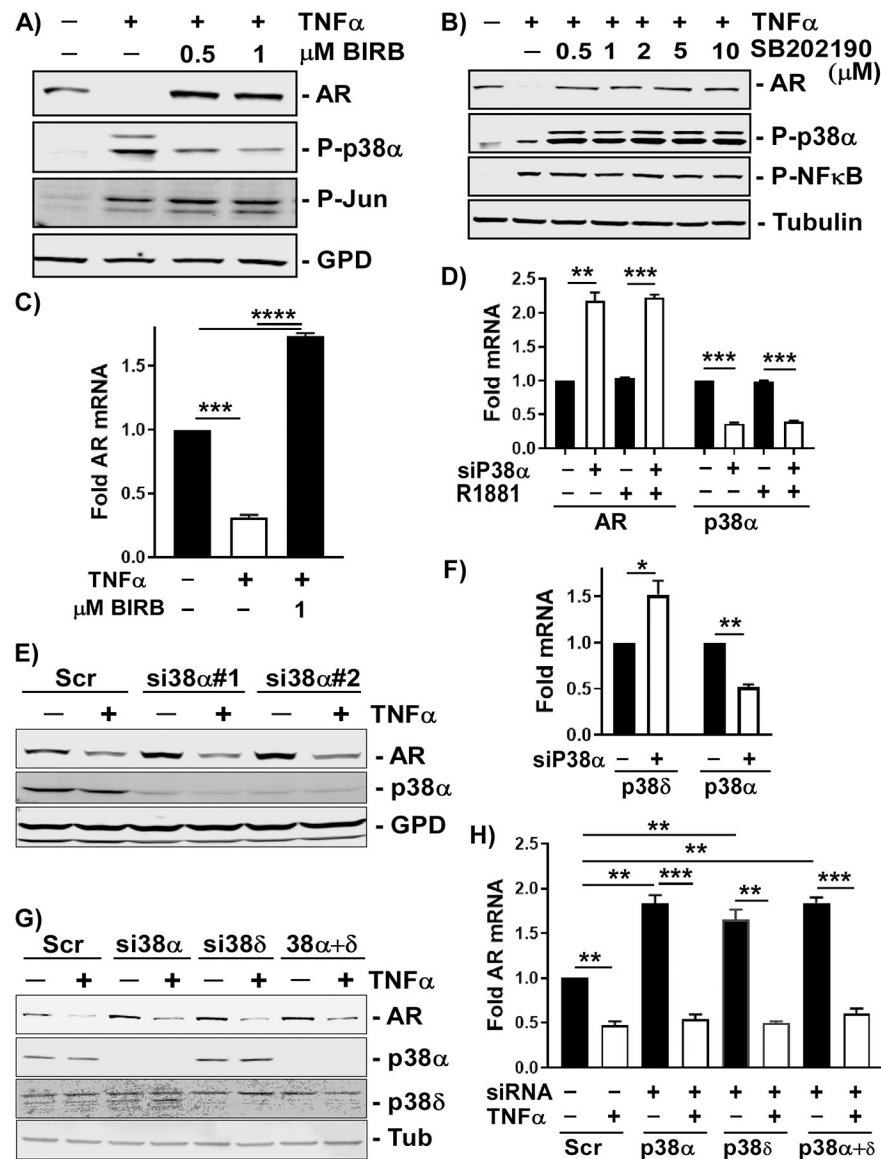 A)
– + + + TNFα
0.5 1 μM BIRB
- AR
- P-p38α
- P-Jun
- GPD
B)
– + + + + + + TNFα
– 0.5 1 2 5 10 SB202190
(μM)
- AR
- P-p38α
- P-NFκB
- Tubulin
C)
Fold AR mRNA
1.5
1.0
0.5
0.0
***
****
TNFα – + +
μM BIRB – – 1
D)
Fold mRNA
2.5
2.0
1.5
1.0
0.5
0.0
** *** *** ***
siP38α – + – + – + – +
R1881 – – + + – – + +
AR p38α
E)
Scr si38α#1 si38α#2
– + – + – + TNFα
- AR
- p38α
- GPD
F)
Fold mRNA
1.5
1.0
0.5
0.0
* **
siP38α – + – +
p38δ p38α
G)
Scr si38α si38δ 38α+δ
– + – + – + – + TNFα
- AR
- p38α
- p38δ
- Tub
H)
Fold AR mRNA
2.5
2.0
1.5
1.0
0.5
0.0
**
**
** *** ** ***
**
siRNA – – + + + + + +
TNFα – + – + – + – +
Scr p38α p38δ p38α+δ